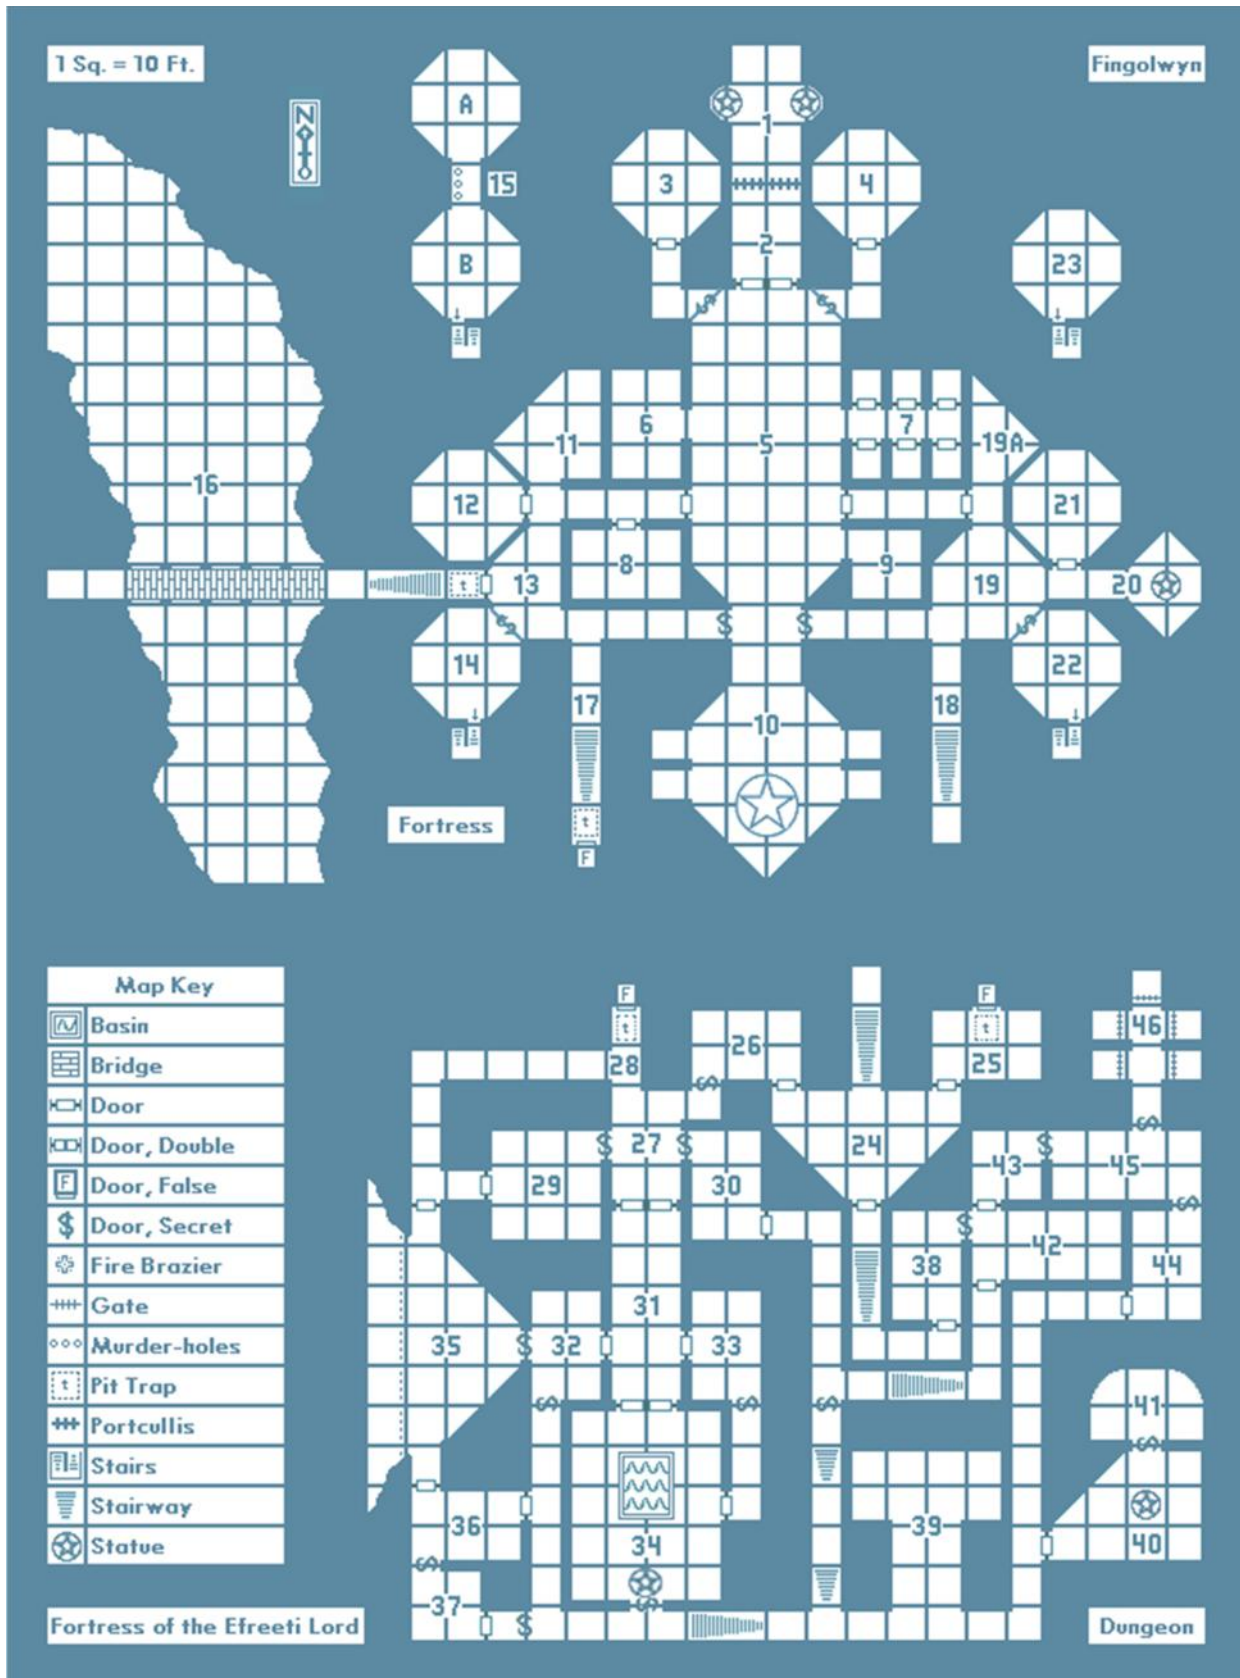 1 Sq. = 10 Ft.
Fingolwyn
N
A
1
3
4
15
2
B
23
6
7
5
11
19A
16
12
21
8
9
13
t
19
20
14
22
17
18
10
Fortress
t
F
Map Key
Basin
Bridge
Door
Door, Double
F Door, False
$ Door, Secret
Fire Brazier
Gate
Murder-holes
t Pit Trap
Portcullis
Stairs
Stairway
Statue
F
F
t
t
46
26
28
25
27
24
43
45
29
30
42
38
44
31
35
32
33
41
36
39
34
40
37
Fortress of the Efreeti Lord
Dungeon